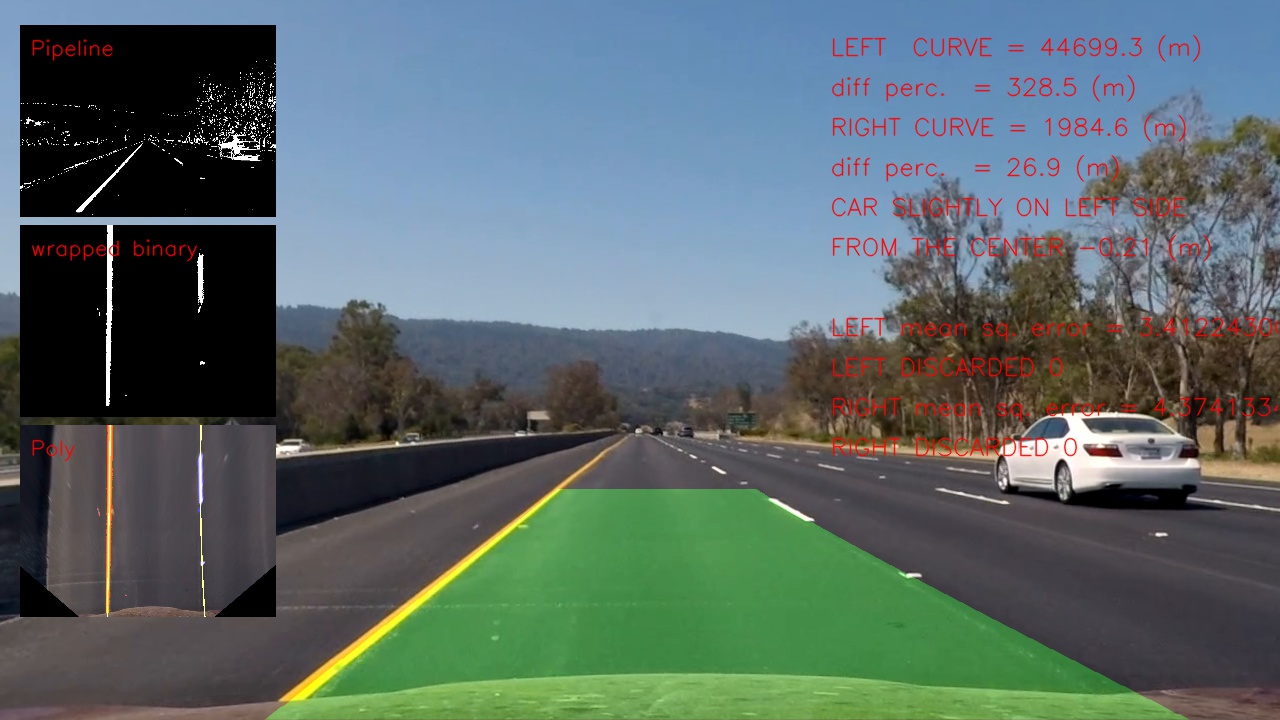 Pipeline
wrapped binary
Poly
LEFT CURVE = 44699.3 (m)
diff perc. = 328.5 (m)
RIGHT CURVE = 1984.6 (m)
diff perc. = 26.9 (m)
CAR SLIGHTLY ON LEFT SIDE
FROM THE CENTER -0.21 (m)
LEFT mean sq. error = 3.4122430
LEFT DISCARDED 0
RIGHT mean sq. error = 4.374133
RIGHT DISCARDED 0